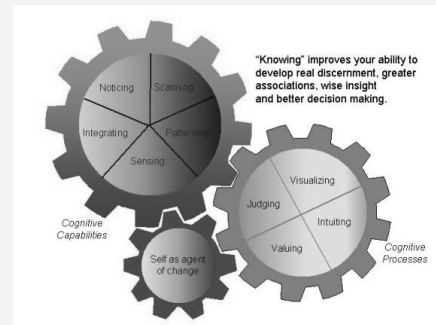 “Knowing” improves your ability to
develop real discernment, greater
associations, wise insight
and better decision making.
Noticing
Scanning
Integrating
Patterning
Sensing
Cognitive
Capabilities
Visualizing
Judging
Intuiting
Valuing
Cognitive
Processes
Self as agent
of change